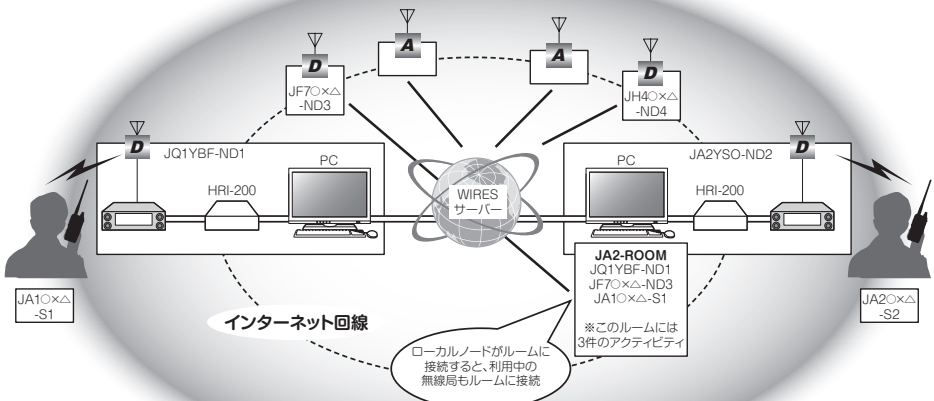 A
A
D
D
JF7○×△
-ND3
JH4○×△
-ND4
D
D
JQ1YBF-ND1
JA2YSO-ND2
PC
PC
HRI-200
HRI-200
WIRES
サーバー
JA2-ROOM
JQ1YBF-ND1
JF7○×△-ND3
JA1○×△-S1
※このルームには
3件のアクティビティ
JA1○×△
-S1
JA2○×△
-S2
インターネット回線
ローカルノードがルームに
接続すると、利用中の
無線局もルームに接続